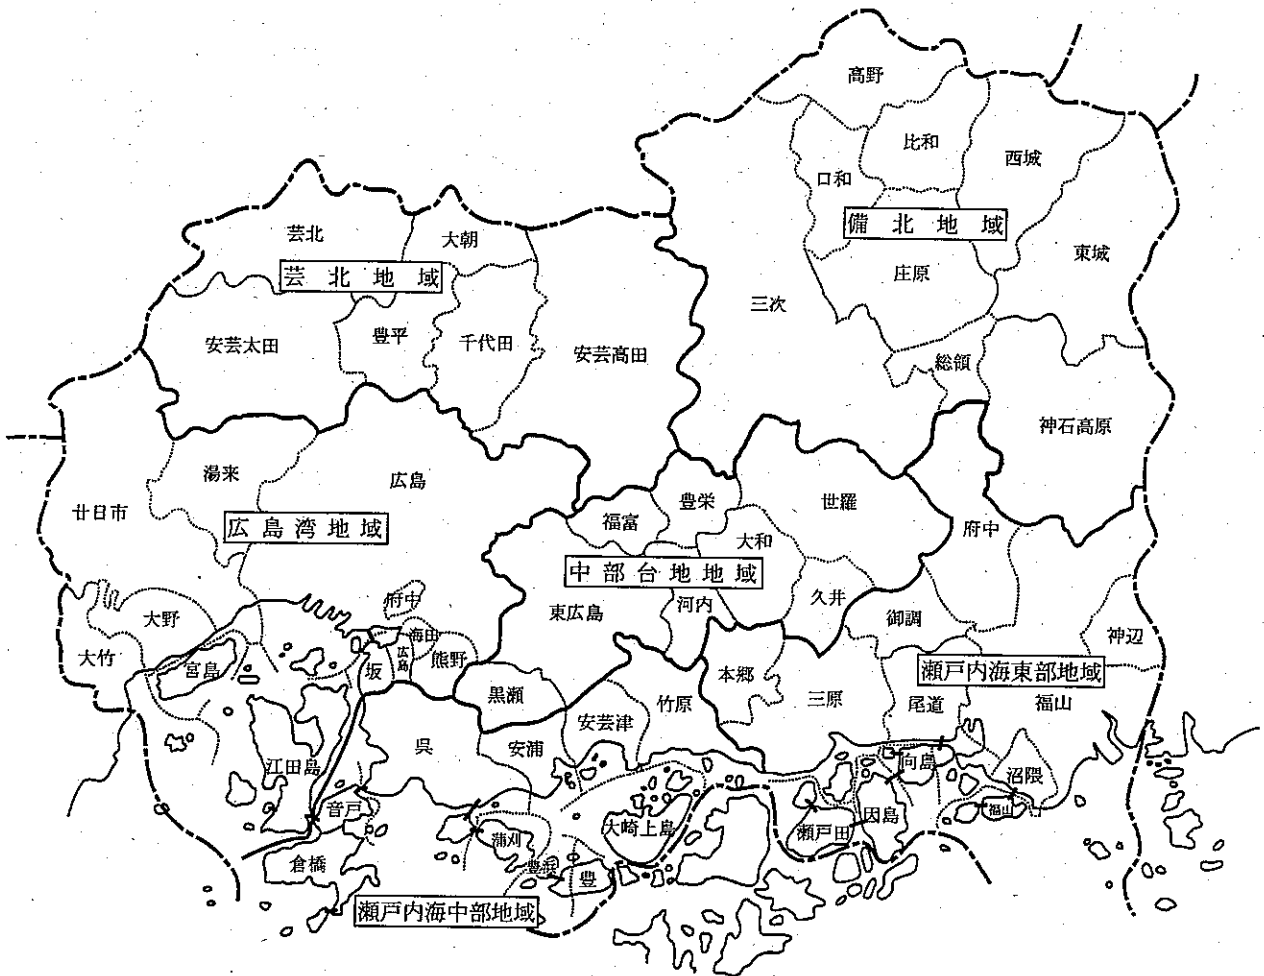 高野
比和
西城
口和
備北地域
芸北
大朝
東城
芸北地域
庄原
三次
安芸太田
豊平
千代田
安芸高田
総領
神石高原
湯来
広島
豊栄
世羅
廿日市
福富
府中
広島湾地域
大和
中部台地地域
府中
東広島
河内
久井
御調
大野
海田
神辺
大竹
宮島
坂
広島
熊野
本郷
瀬戸内海東部地域
黒瀬
竹原
三原
尾道
福山
安芸津
呉
安浦
江田島
向島
沼隈
音戸
福山
因島
大崎上島
瀬戸田
蒲刈
倉橋
豊浜
豊
瀬戸内海中部地域